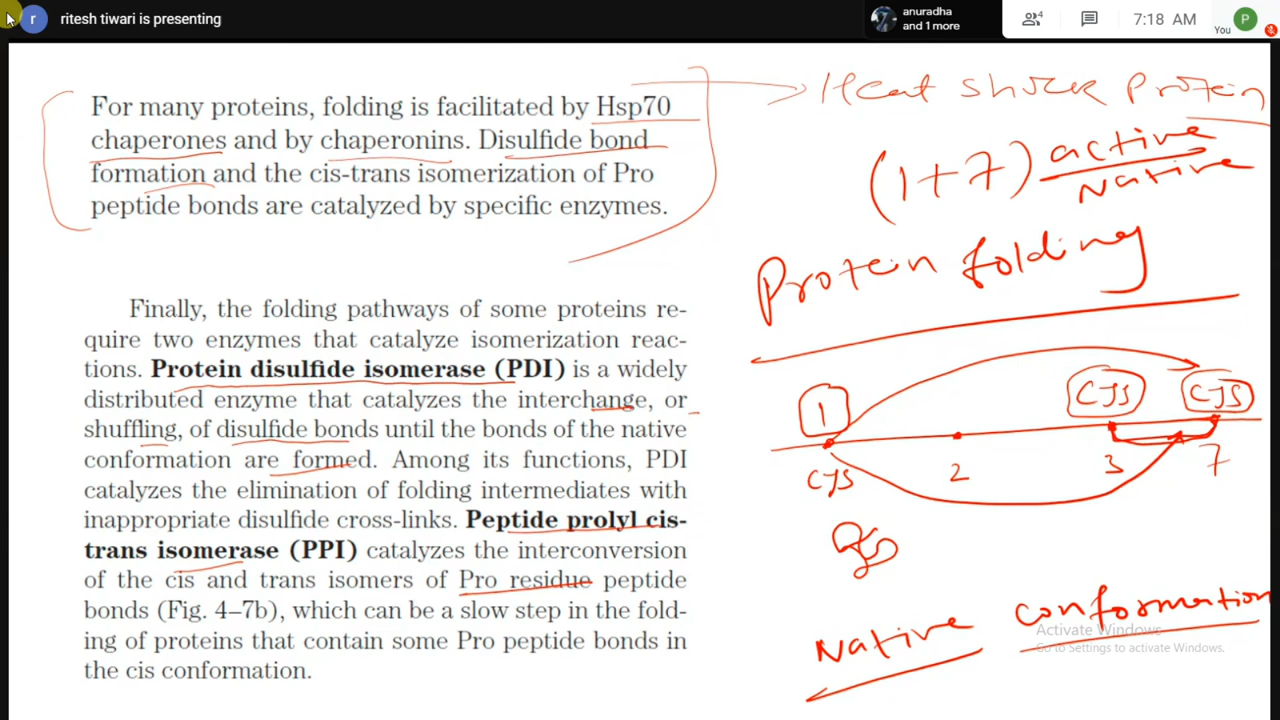 r ritesh tiwari is presenting
anuradha
and 1 more
4
7:18 AM
You
P
For many proteins, folding is facilitated by Hsp70
chaperones and by chaperonins. Disulfide bond
formation and the cis-trans isomerization of Pro
peptide bonds are catalyzed by specific enzymes.
Finally, the folding pathways of some proteins re-
quire two enzymes that catalyze isomerization reac-
tions. Protein disulfide isomerase (PDI) is a widely
distributed enzyme that catalyzes the interchange, or
shuffling, of disulfide bonds until the bonds of the native
conformation are formed. Among its functions, PDI
catalyzes the elimination of folding intermediates with
inappropriate disulfide cross-links. Peptide prolyl cis-
trans isomerase (PPI) catalyzes the interconversion
of the cis and trans isomers of Pro residue peptide
bonds (Fig. 4–7b), which can be a slow step in the fold-
ing of proteins that contain some Pro peptide bonds in
the cis conformation.
Heat shock Protein
(1+7) active
Native
Protein folding
1 CJS CJS
CJS 2 3 7
Native conformation
Activate Windows
Go to Settings to activate Windows.